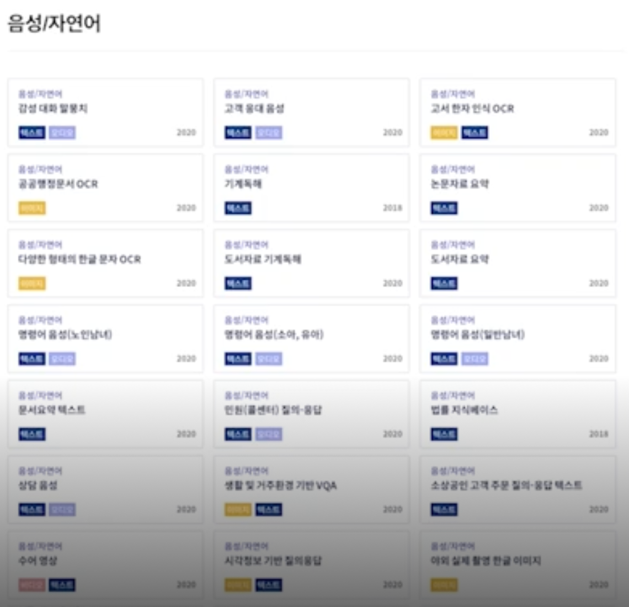 음성/자연어
음성/자연어
감성 대화 말뭉치
텍스트 오디오 2020
음성/자연어
고객 응대 음성
텍스트 오디오 2020
음성/자연어
고서 한자 인식 OCR
이미지 텍스트 2020
음성/자연어
공공행정문서 OCR
이미지 2020
음성/자연어
기계독해
텍스트 2018
음성/자연어
논문자료 요약
텍스트 2020
음성/자연어
다양한 형태의 한글 문자 OCR
이미지 2020
음성/자연어
도서자료 기계독해
텍스트 2020
음성/자연어
도서자료 요약
텍스트 2020
음성/자연어
명령어 음성(노인남녀)
텍스트 오디오 2020
음성/자연어
명령어 음성(소아, 유아)
텍스트 오디오 2020
음성/자연어
명령어 음성(일반남녀)
텍스트 오디오 2020
음성/자연어
문서요약 텍스트
텍스트 2020
음성/자연어
민원(콜센터) 질의-응답
텍스트 오디오 2020
음성/자연어
법률 지식베이스
텍스트 2018
음성/자연어
상담 음성
텍스트 오디오 2020
음성/자연어
생활 및 거주환경 기반 VQA
이미지 텍스트 2020
음성/자연어
소상공인 고객 주문 질의-응답 텍스트
텍스트 2020
음성/자연어
수어 영상
비디오 텍스트 2020
음성/자연어
시각정보 기반 질의응답
이미지 텍스트 2020
음성/자연어
야외 실제 촬영 한글 이미지
이미지 2020